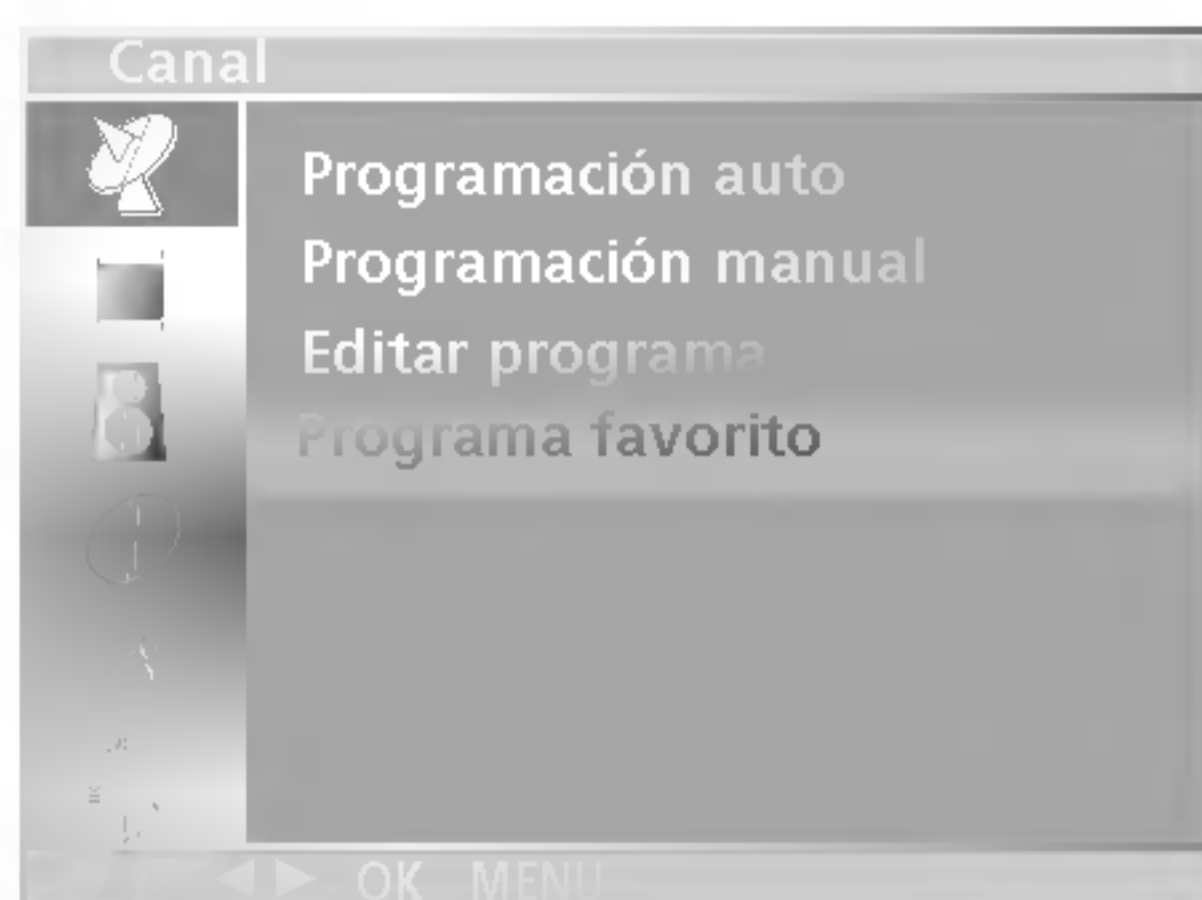 Canal
Programación auto
Programación manual
Editar programa
Programa favorito
OK MENU